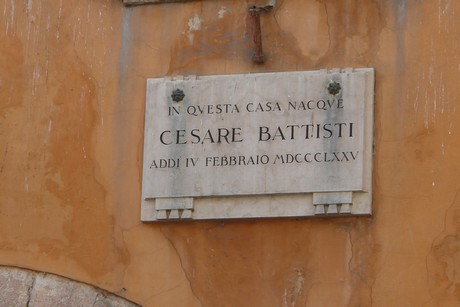 IN QVESTA CASA NACQVE
CESARE BATTISTI
ADDI IV FEBBRAIO MDCCCLXXV